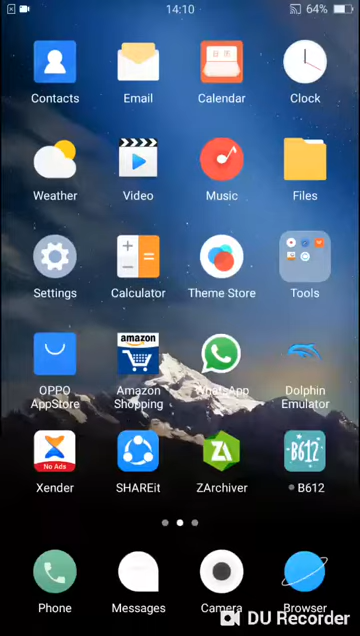 14:10
64%
Contacts
Email
Calendar
Clock
Weather
Video
Music
Files
Settings
Calculator
Theme Store
Tools
amazon
OPPO
AppStore
Amazon
Shopping
WhatsApp
Dolphin
Emulator
No Ads
ZA
B612
Xender
SHAREit
ZArchiver
B612
Phone
Messages
Camera
Browser
DU Recorder